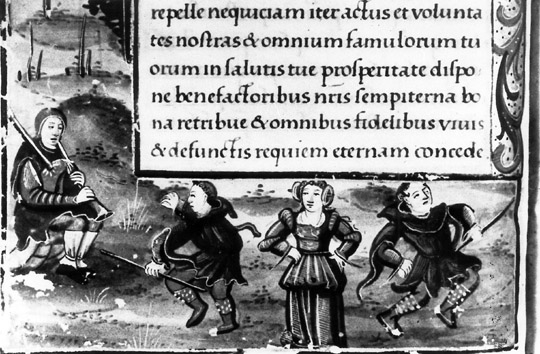 repelle nequiciam iter actus et volunta
tes nostras & omnium famulorum tu
orum in salutis tue prosperitate dispo-
ne benefactoribus nris sempiterna bo
na retribue & omnibus fidelibus vivis
& defunctis requiem eternam concede